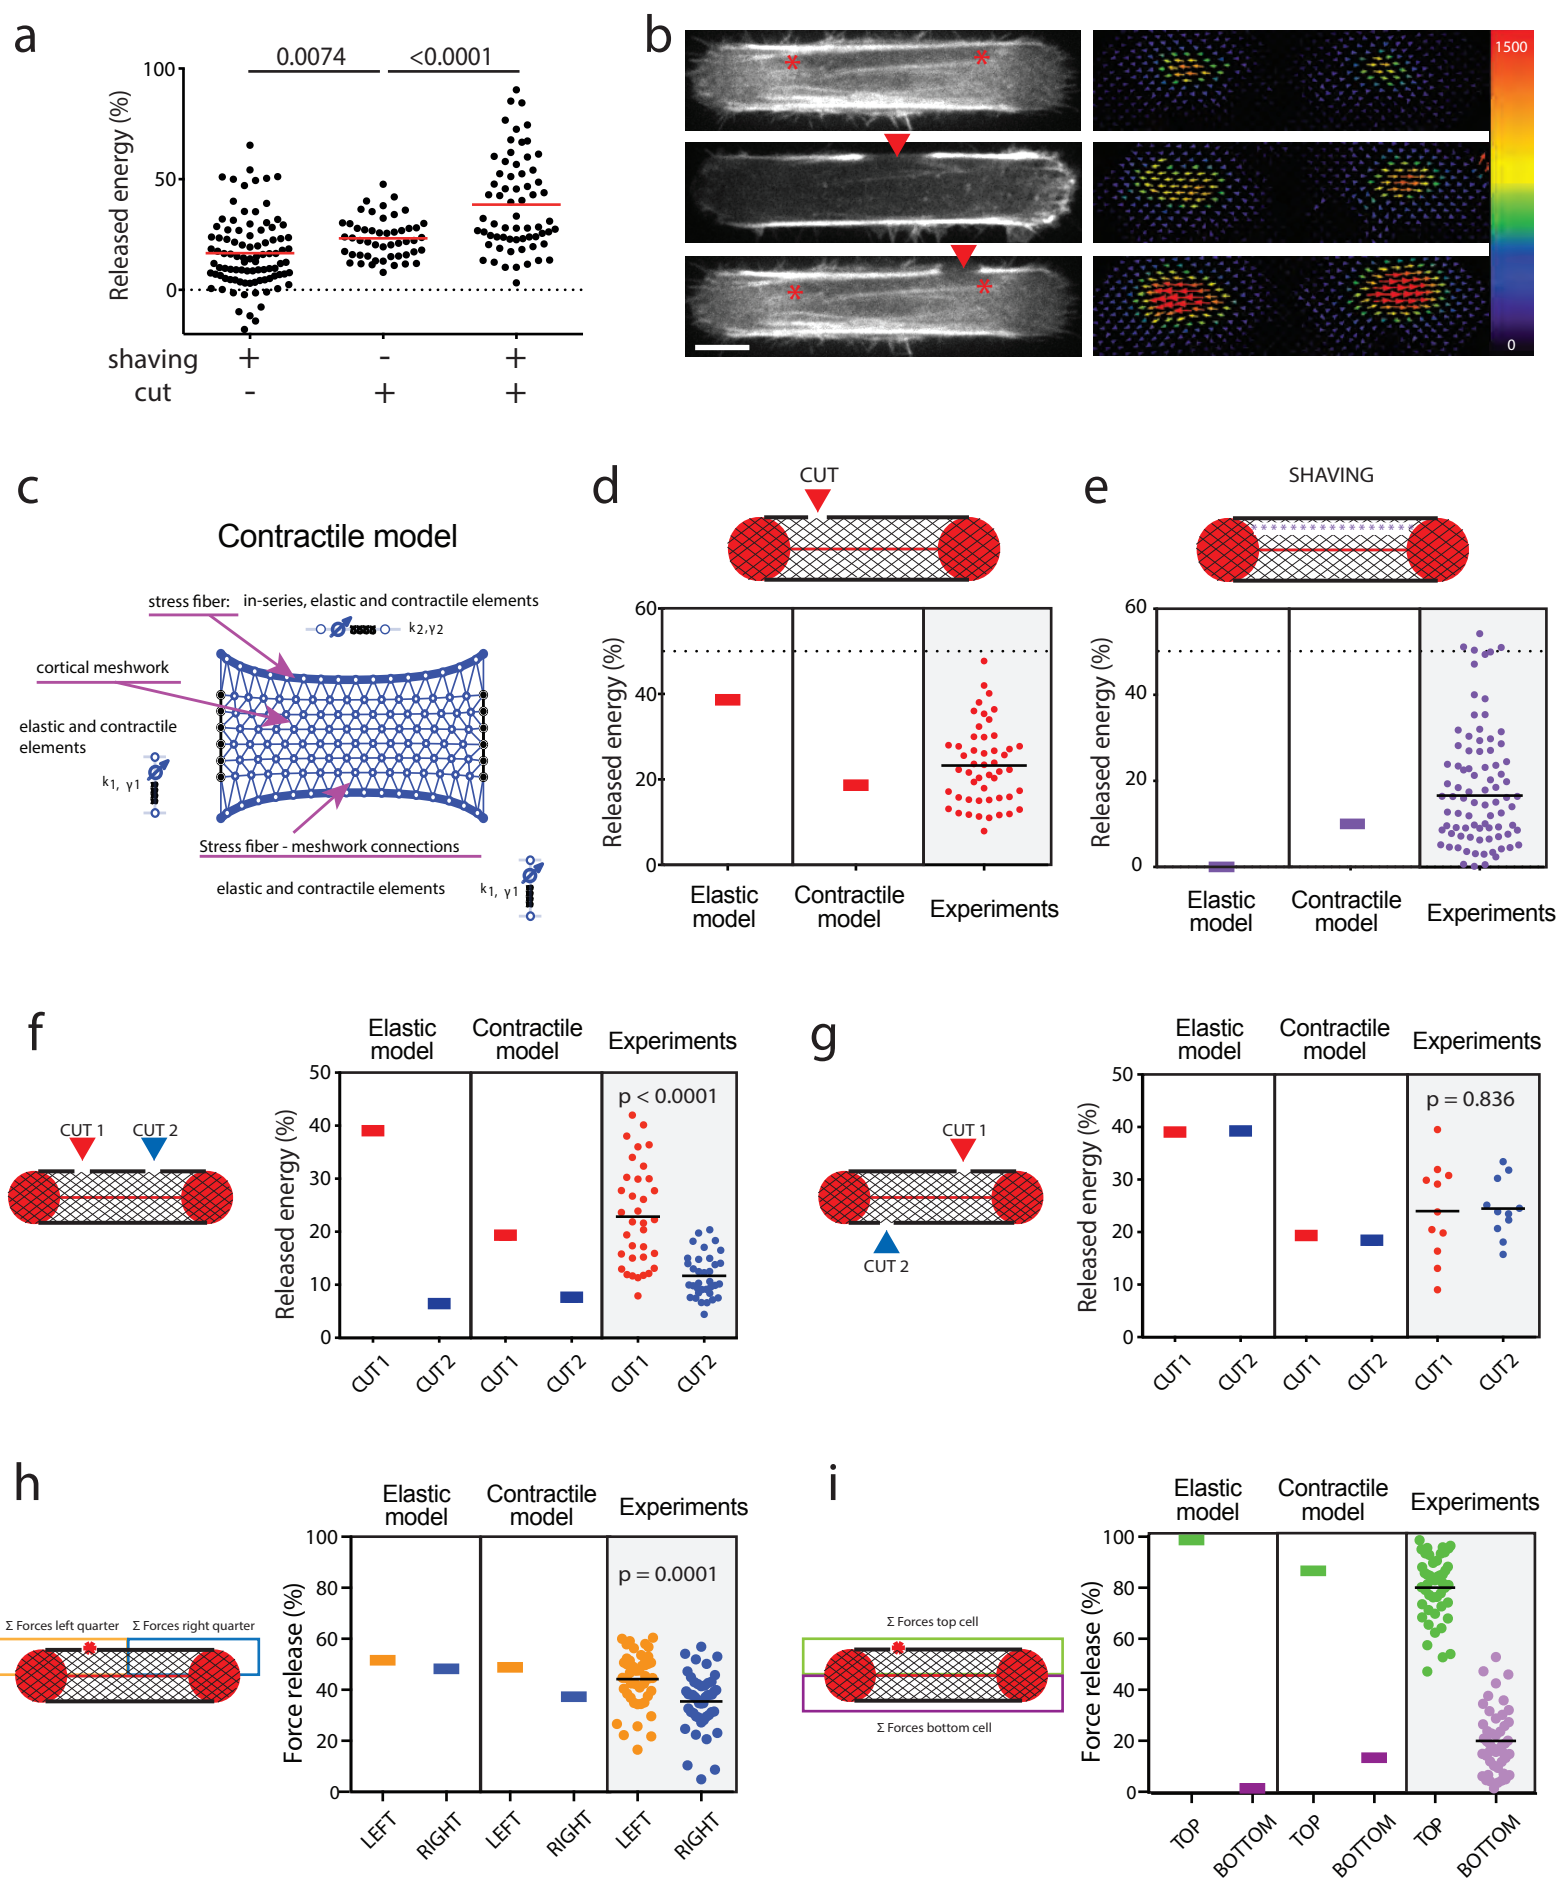 a
0.0074
<0.0001
Released energy (%)
100
50
0
shaving + - +
cut - + +
b
* *
* *
1500
0
c
Contractile model
stress fiber: in-series, elastic and contractile elements
k2,γ2
cortical meshwork
elastic and contractile
elements
k1, γ1
Stress fiber - meshwork connections
elastic and contractile elements
k1, γ1
d
CUT
Released energy (%)
60
40
20
0
Elastic
model
Contractile
model
Experiments
e
SHAVING
Released energy (%)
60
40
20
0
Elastic
model
Contractile
model
Experiments
f
CUT 1
CUT 2
Elastic
model
Contractile
model
Experiments
p < 0.0001
Released energy (%)
50
40
30
20
10
0
CUT1
CUT2
CUT1
CUT2
CUT1
CUT2
g
CUT 1
CUT 2
Elastic
model
Contractile
model
Experiments
p = 0.836
Released energy (%)
50
40
30
20
10
0
CUT1
CUT2
CUT1
CUT2
CUT1
CUT2
h
Σ Forces left quarter
Σ Forces right quarter
Elastic
model
Contractile
model
Experiments
p = 0.0001
Force release (%)
100
80
60
40
20
0
LEFT
RIGHT
LEFT
RIGHT
LEFT
RIGHT
i
Σ Forces top cell
Σ Forces bottom cell
Elastic
model
Contractile
model
Experiments
Force release (%)
100
80
60
40
20
0
TOP
BOTTOM
TOP
BOTTOM
TOP
BOTTOM